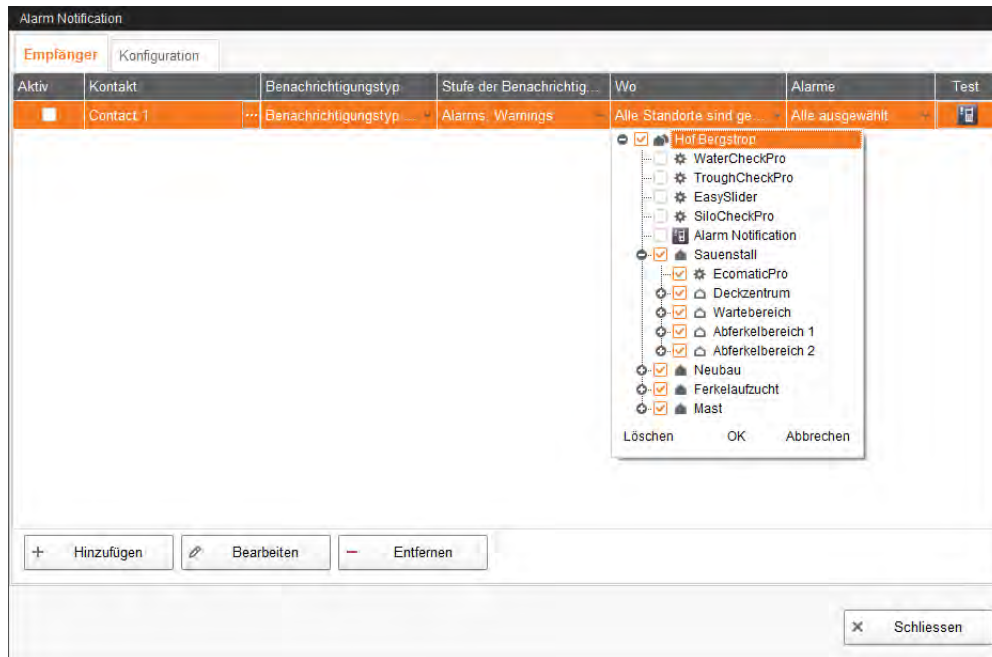 Alarm Notification
Empfänger Konfiguration
Aktiv Kontakt Benachrichtigungstyp Stufe der Benachrichtig... Wo Alarme Test
Contact 1 ... Benachrichtigungstyp... Alarms, Warnings Alle Standorte sind ge... Alle ausgewählt
Hof Bergstrop
WaterCheckPro
TroughCheckPro
EasySlider
SiloCheckPro
Alarm Notification
Sauenstall
EcomaticPro
Deckzentrum
Wartebereich
Abferkelbereich 1
Abferkelbereich 2
Neubau
Ferkelaufzucht
Mast
Löschen OK Abbrechen
Hinzufügen Bearbeiten Entfernen
Schliessen